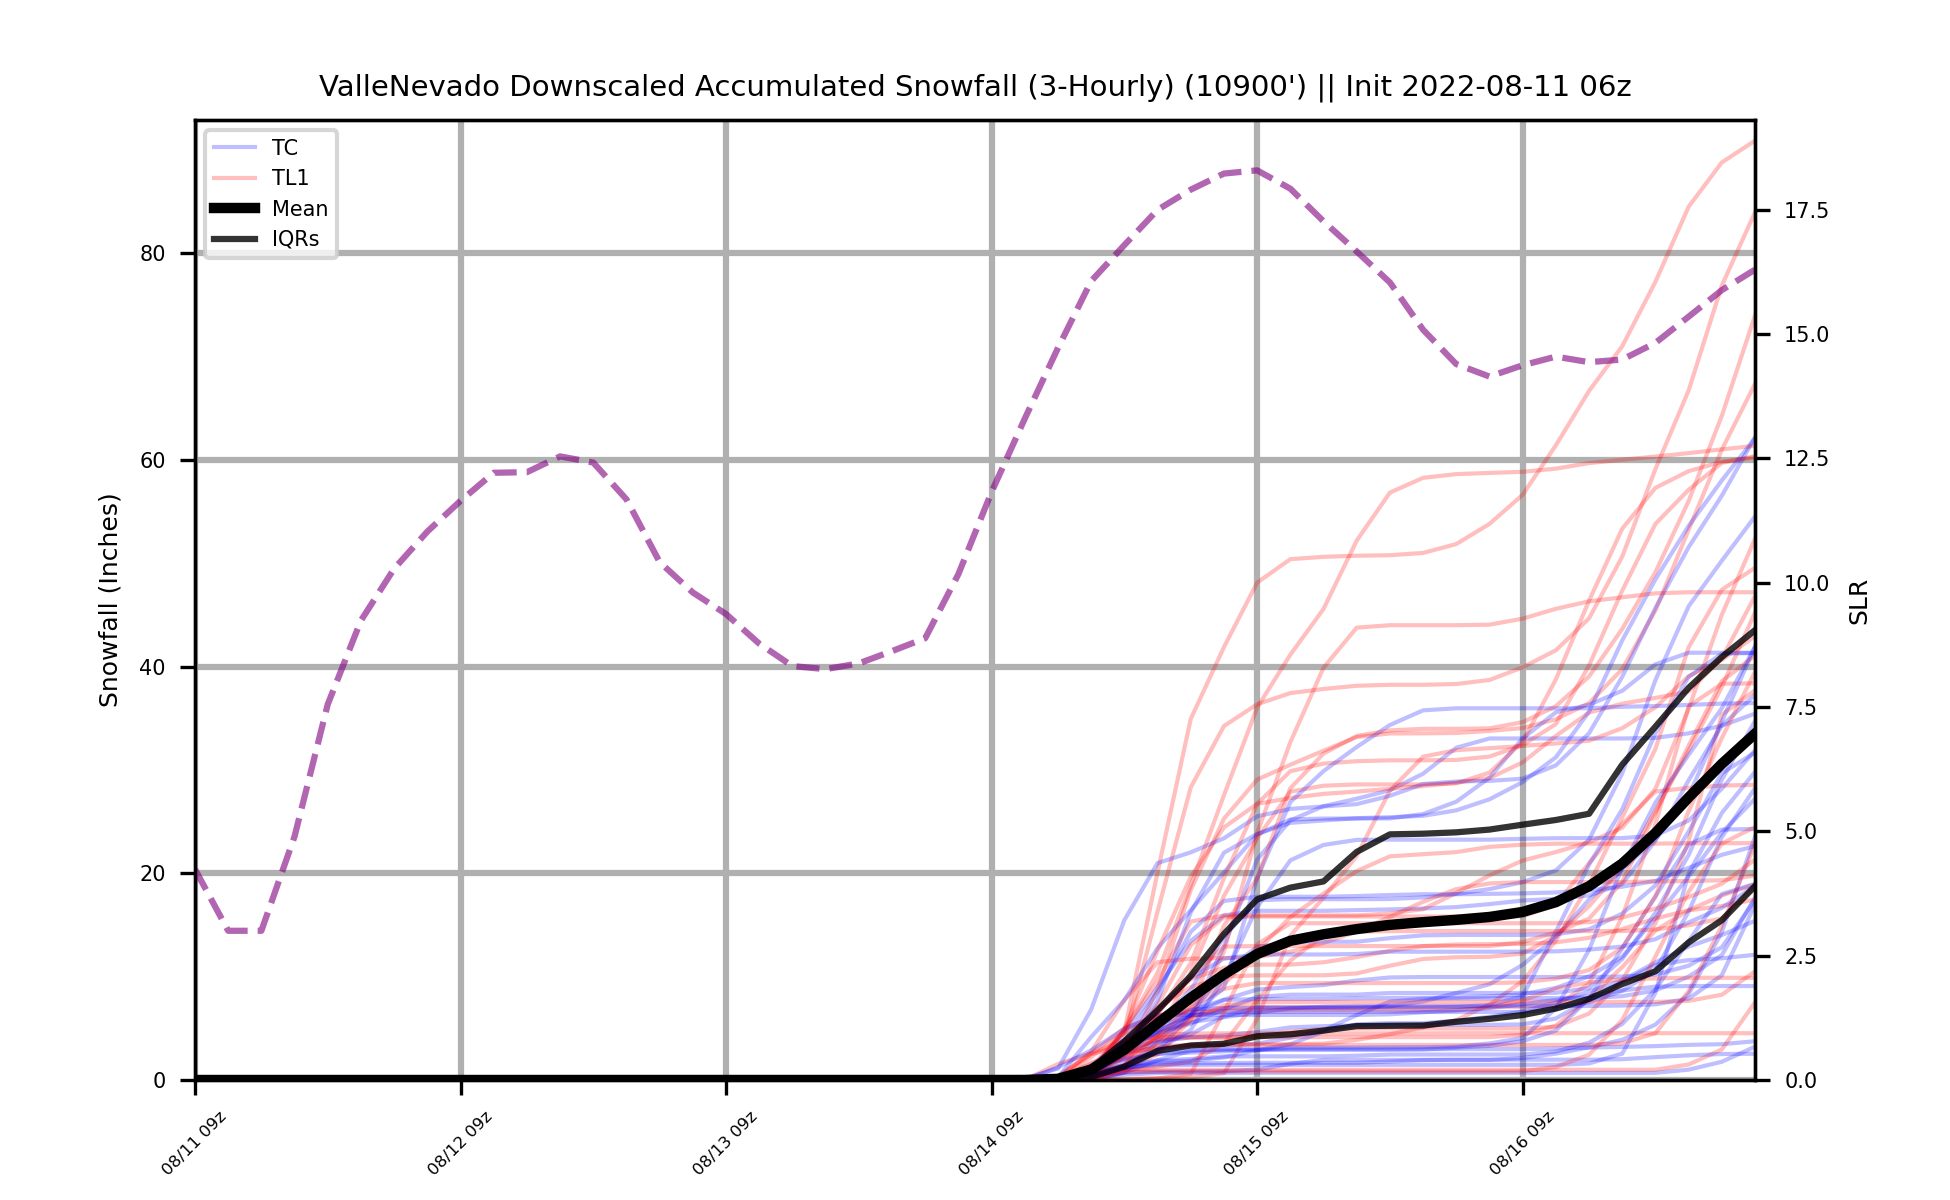 ValleNevado Downscaled Accumulated Snowfall (3-Hourly) (10900') || Init 2022-08-11 06z
TC
TL1
Mean
IQRs
80
60
40
20
0
Snowfall (Inches)
17.5
15.0
12.5
10.0
7.5
5.0
2.5
0.0
SLR
08/11 09z
08/12 09z
08/13 09z
08/14 09z
08/15 09z
08/16 09z